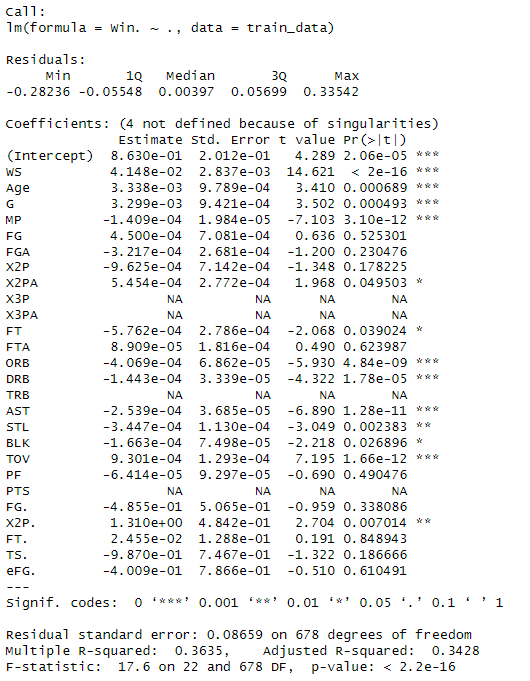 Call:
lm(formula = Win. ~ ., data = train_data)
Residuals:
     Min       1Q   Median       3Q      Max
-0.28236 -0.05548  0.00397  0.05699  0.33542
Coefficients: (4 not defined because of singularities)
              Estimate Std. Error t value Pr(>|t|)
(Intercept)  8.630e-01  2.012e-01   4.289 2.06e-05 ***
WS           4.148e-02  2.837e-03  14.621  < 2e-16 ***
Age          3.338e-03  9.789e-04   3.410 0.000689 ***
G            3.299e-03  9.421e-04   3.502 0.000493 ***
MP          -1.409e-04  1.984e-05  -7.103 3.10e-12 ***
FG           4.500e-04  7.081e-04   0.636 0.525301
FGA         -3.217e-04  2.681e-04  -1.200 0.230476
X2P         -9.625e-04  7.142e-04  -1.348 0.178225
X2PA         5.454e-04  2.772e-04   1.968 0.049503 *
X3P                 NA         NA      NA       NA
X3PA                NA         NA      NA       NA
FT          -5.762e-04  2.786e-04  -2.068 0.039024 *
FTA          8.909e-05  1.816e-04   0.490 0.623987
ORB         -4.069e-04  6.862e-05  -5.930 4.84e-09 ***
DRB         -1.443e-04  3.339e-05  -4.322 1.78e-05 ***
TRB                 NA         NA      NA       NA
AST         -2.539e-04  3.685e-05  -6.890 1.28e-11 ***
STL         -3.447e-04  1.130e-04  -3.049 0.002383 **
BLK         -1.663e-04  7.498e-05  -2.218 0.026896 *
TOV          9.301e-04  1.293e-04   7.195 1.66e-12 ***
PF          -6.414e-05  9.297e-05  -0.690 0.490476
PTS                 NA         NA      NA       NA
FG.         -4.855e-01  5.065e-01  -0.959 0.338086
X2P.         1.310e+00  4.842e-01   2.704 0.007014 **
FT.          2.455e-02  1.288e-01   0.191 0.848943
TS.         -9.870e-01  7.467e-01  -1.322 0.186666
eFG.        -4.009e-01  7.866e-01  -0.510 0.610491
---
Signif. codes:  0 ‘***’ 0.001 ‘**’ 0.01 ‘*’ 0.05 ‘.’ 0.1 ‘ ’ 1
Residual standard error: 0.08659 on 678 degrees of freedom
Multiple R-squared:  0.3635,    Adjusted R-squared:  0.3428
F-statistic:  17.6 on 22 and 678 DF,  p-value: < 2.2e-16